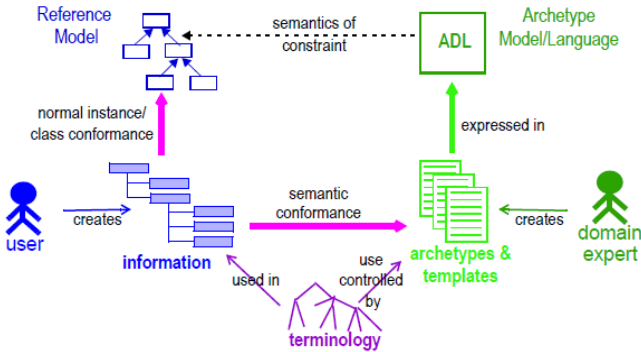 Reference
Model
semantics of
constraint
ADL
Archetype
Model/Language
normal instance/
class conformance
expressed in
user
creates
information
semantic
conformance
archetypes &
templates
creates
domain
expert
used in
use
controlled
by
terminology